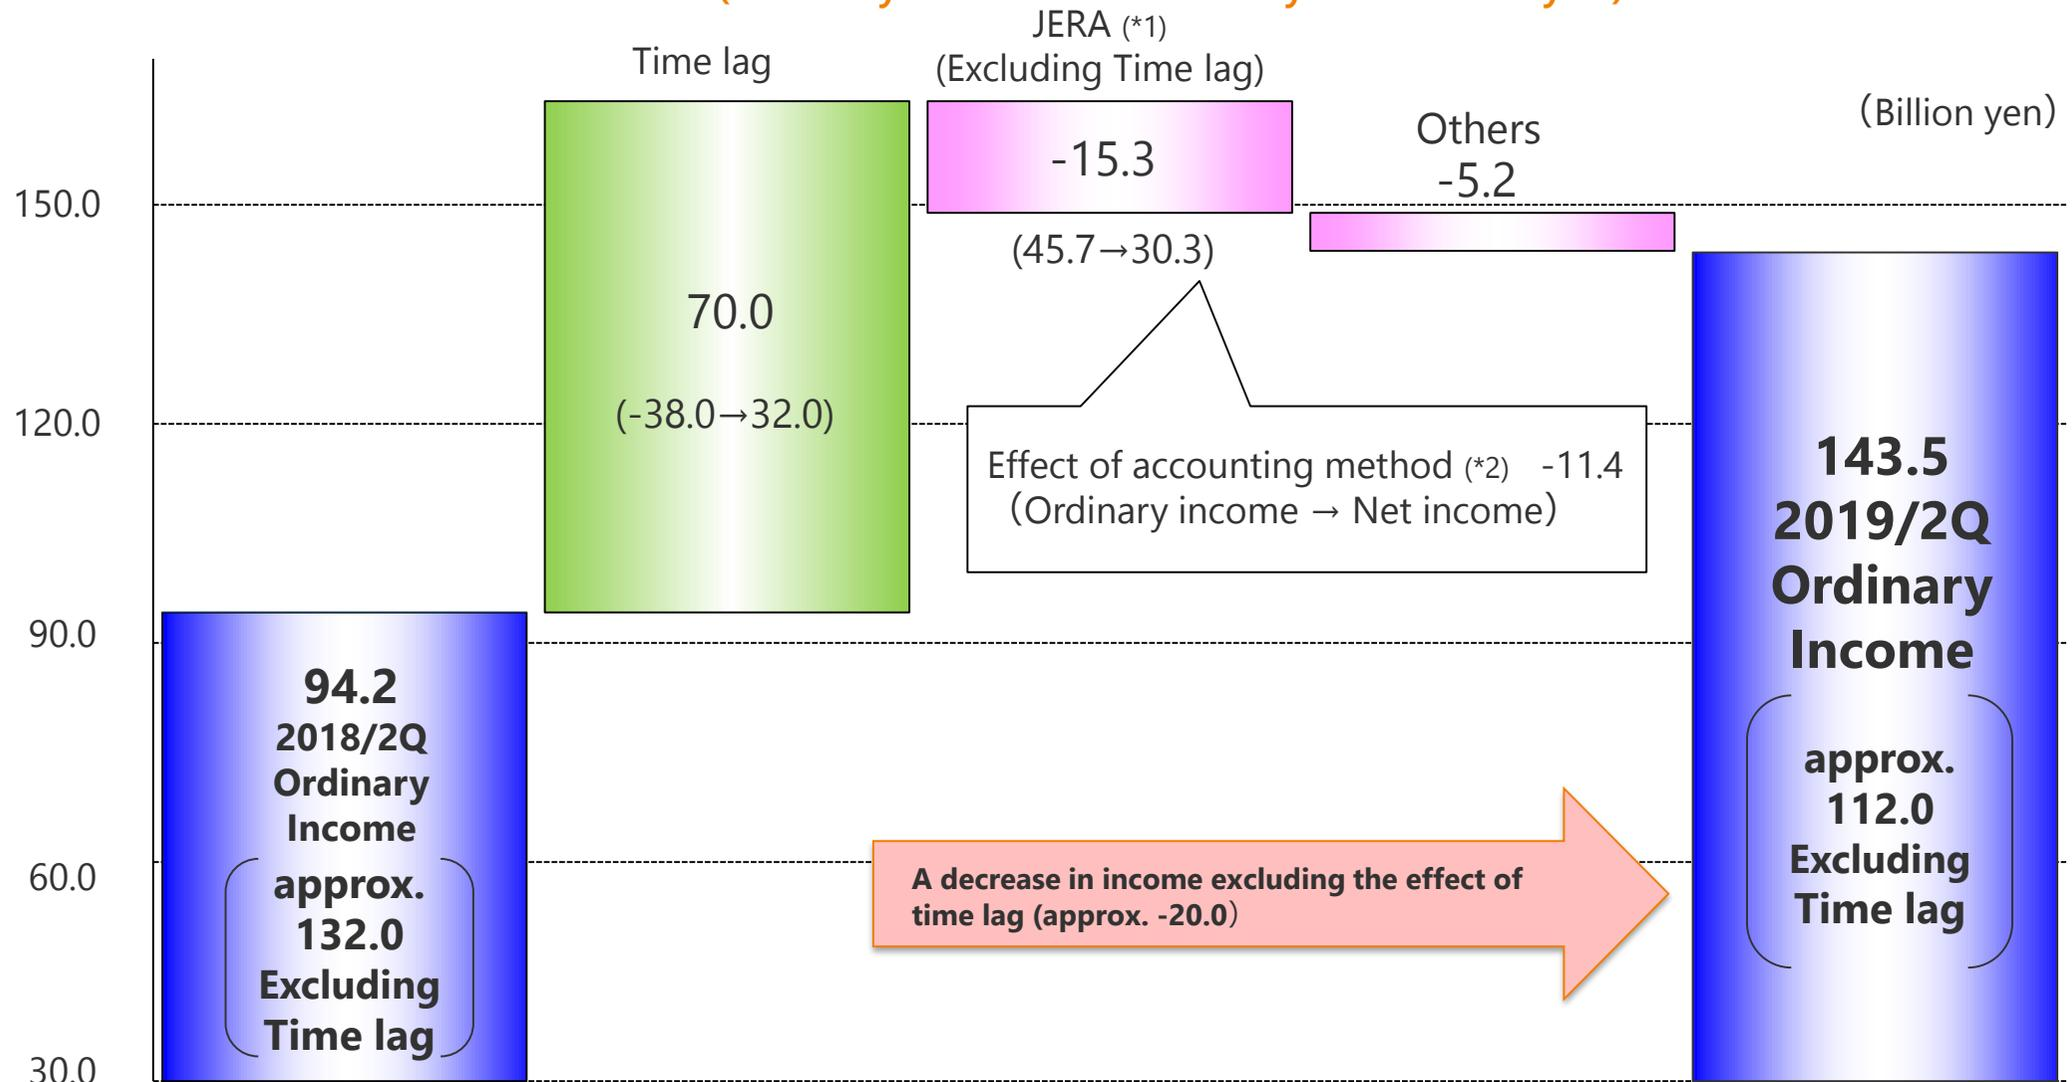 JERA (*1)
(Excluding Time lag)
Time lag
(Billion yen)
Others
-5.2
-15.3
(45.7→30.3)
70.0
(-38.0→32.0)
150.0
120.0
90.0
60.0
30.0
Effect of accounting method (*2) -11.4
(Ordinary income → Net income)
94.2
2018/2Q
Ordinary
Income
approx.
132.0
Excluding
Time lag
A decrease in income excluding the effect of
time lag (approx. -20.0)
143.5
2019/2Q
Ordinary
Income
approx.
112.0
Excluding
Time lag